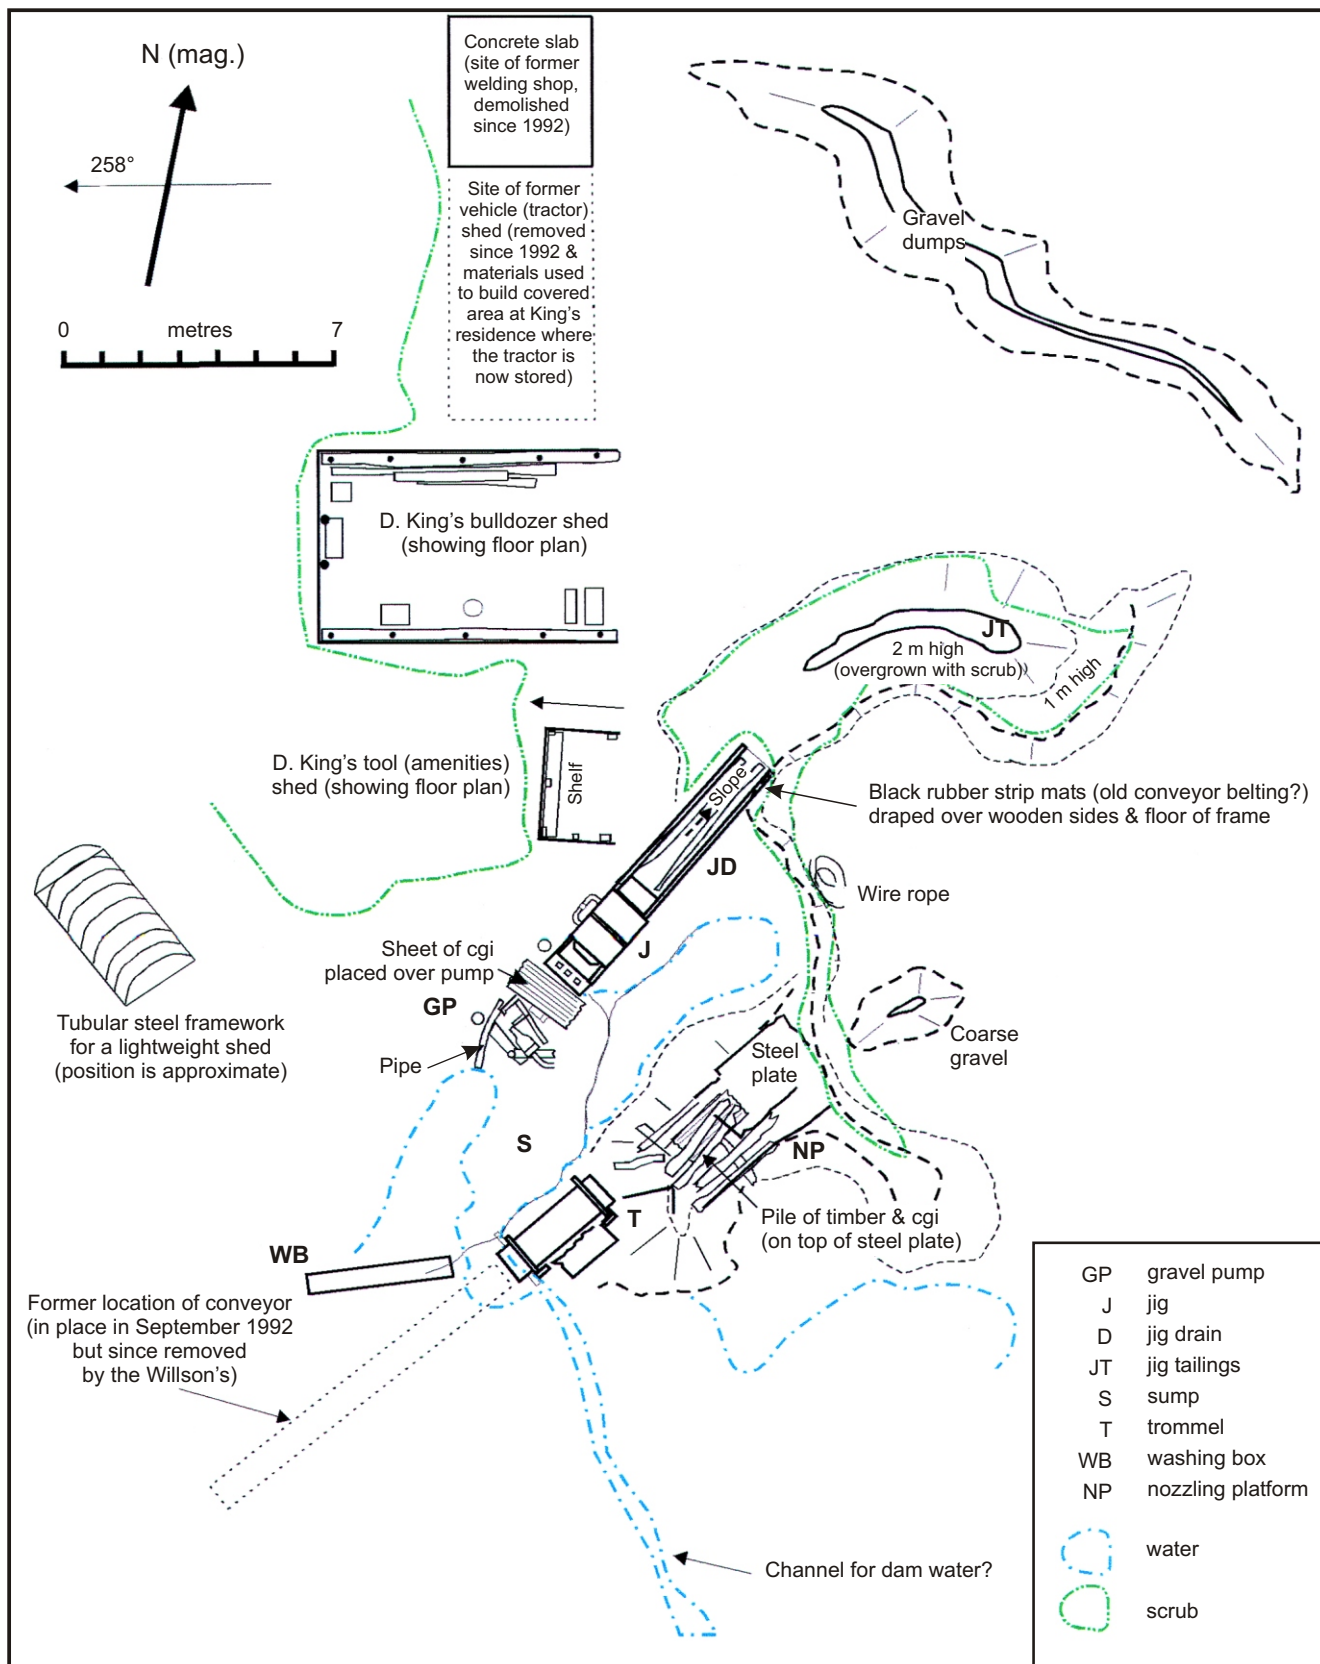 N (mag.)
258°
0 metres 7
Concrete slab
(site of former
welding shop,
demolished
since 1992)
Site of former
vehicle (tractor)
shed (removed
since 1992 &
materials used
to build covered
area at King's
residence where
the tractor is
now stored)
Gravel
dumps
D. King's bulldozer shed
(showing floor plan)
JT
2 m high
(overgrown with scrub))
1 m high
D. King's tool (amenities)
shed (showing floor plan)
Shelf
Slope
Black rubber strip mats (old conveyor belting?)
draped over wooden sides & floor of frame
JD
Wire rope
Sheet of cgi
placed over pump
J
GP
Pipe
Tubular steel framework
for a lightweight shed
(position is approximate)
Coarse
gravel
Steel
plate
S
NP
T
Pile of timber & cgi
(on top of steel plate)
WB
Former location of conveyor
(in place in September 1992
but since removed
by the Willson's)
Channel for dam water?
GP gravel pump
J jig
D jig drain
JT jig tailings
S sump
T trommel
WB washing box
NP nozzling platform
water
scrub